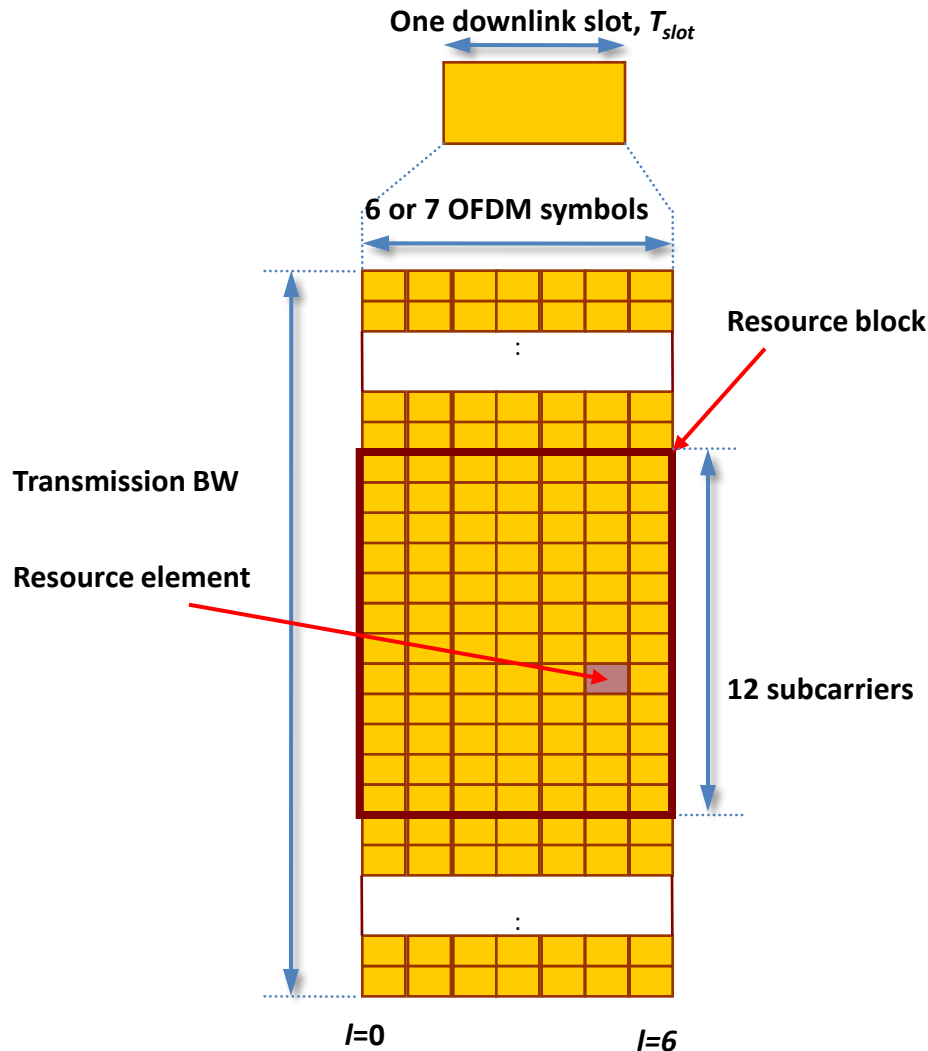 One downlink slot, Tslot
6 or 7 OFDM symbols
Resource block
:
Transmission BW
Resource element
12 subcarriers
:
l=0
l=6